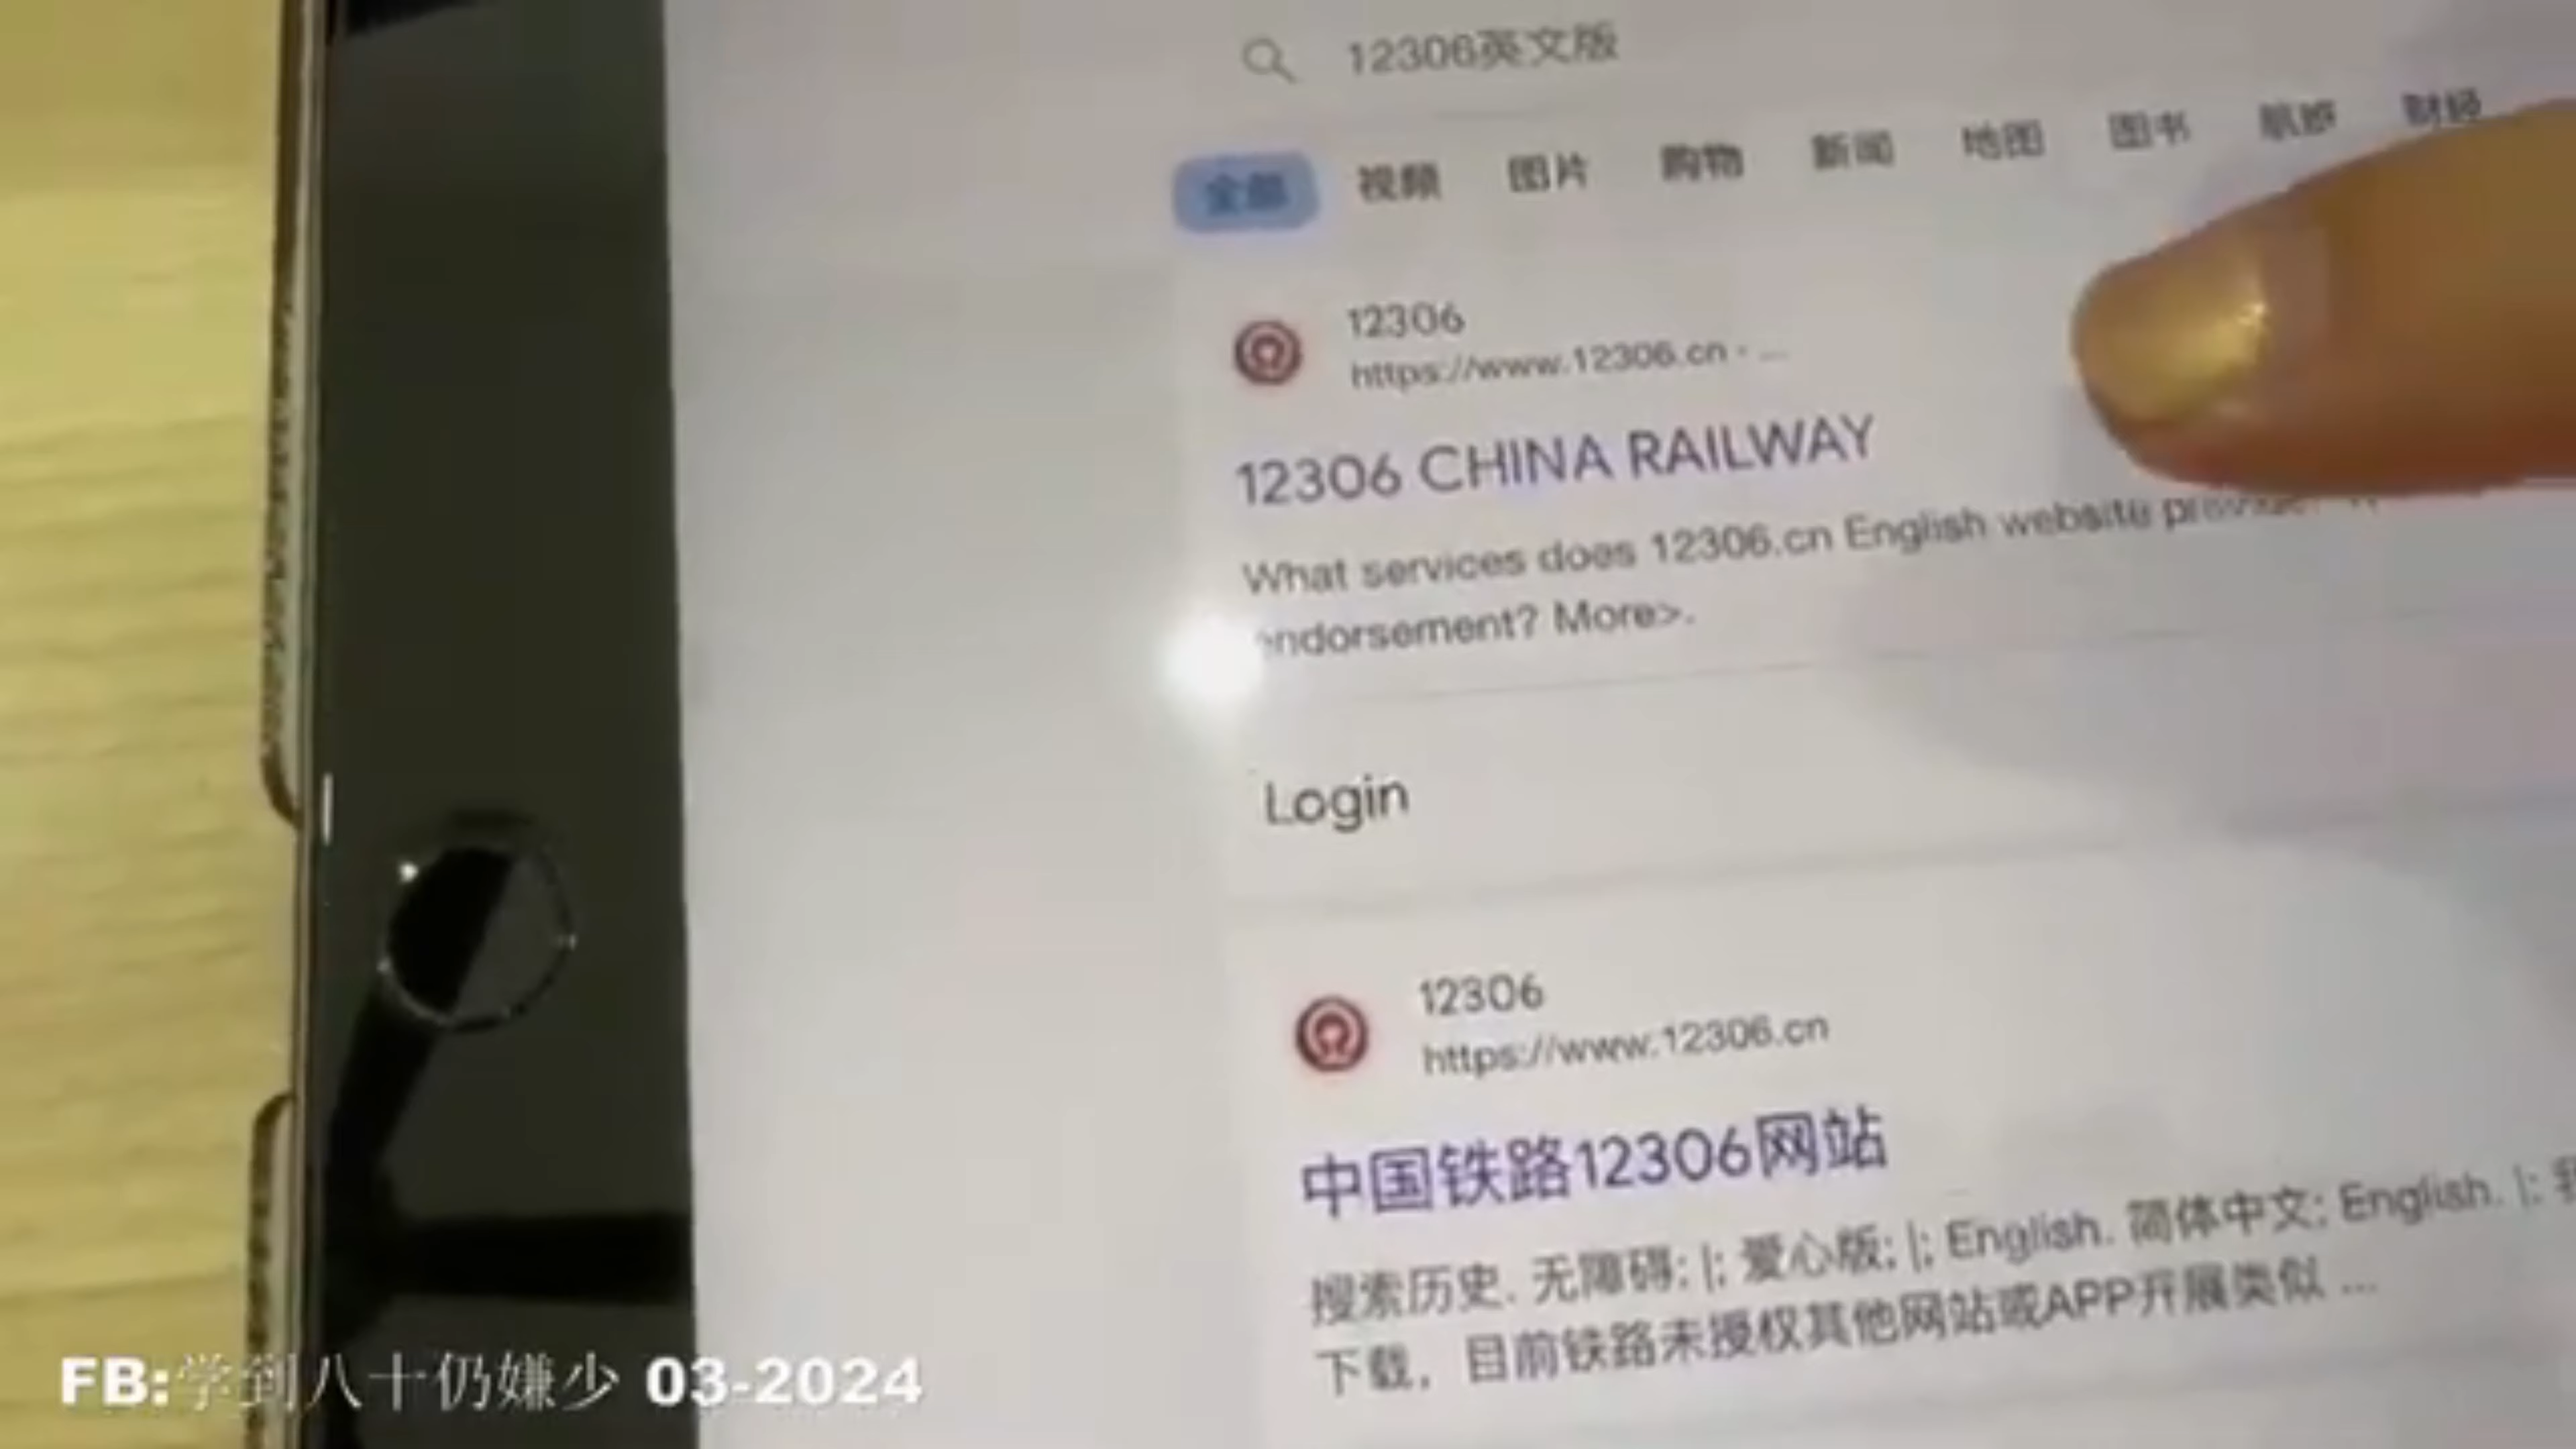 12306英文版
全部 视频 图片 购物 新闻 地图 图书 航班 财经
12306
https://www.12306.cn · ...
12306 CHINA RAILWAY
What services does 12306.cn English website provide?
endorsement? More>.
Login
12306
https://www.12306.cn
中国铁路12306网站
搜索历史. 无障碍; |; 爱心版; |; English. 简体中文; English. |;
下载，目前铁路未授权其他网站或APP开展类似 ...
FB:学到八十仍嫌少 03-2024